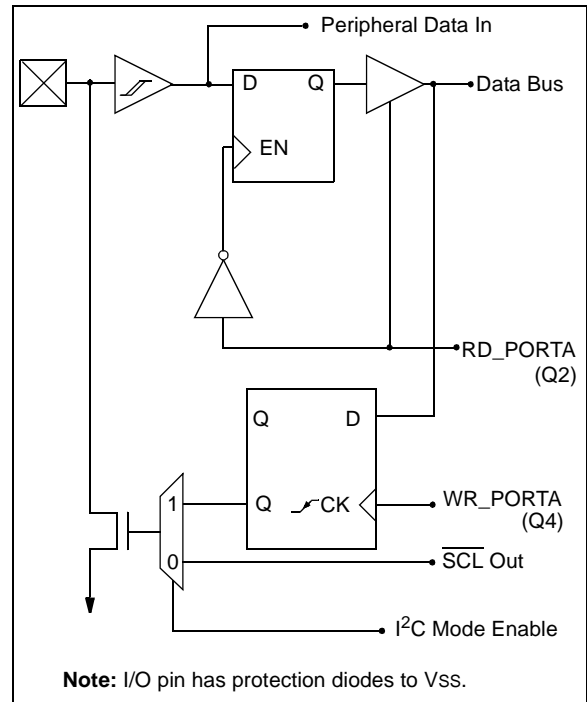 Peripheral Data In
D Q
Data Bus
EN
RD_PORTA
(Q2)
Q D
1 Q CK WR_PORTA
(Q4)
0 S̅C̅L̅ Out
I²C Mode Enable
Note: I/O pin has protection diodes to VSS.